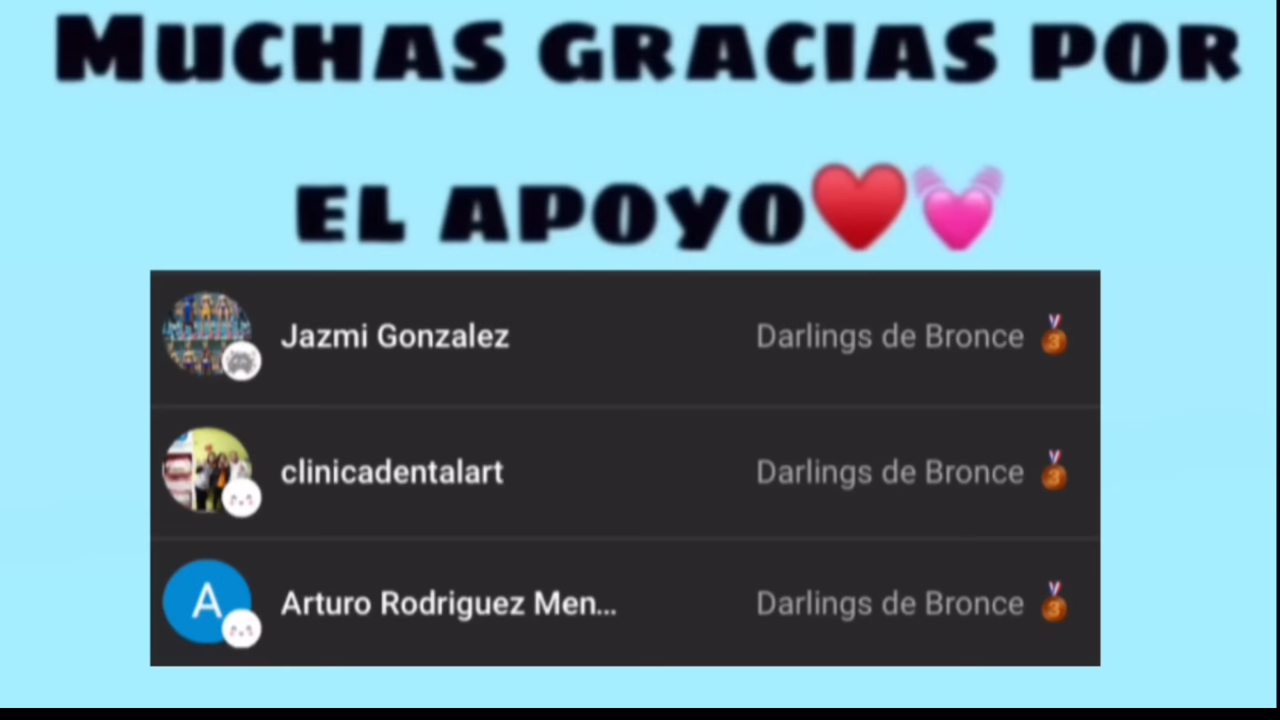 MUCHAS GRACIAS POR
EL APOYO❤️💓
Jazmi Gonzalez Darlings de Bronce 🥉
clinicadentalart Darlings de Bronce 🥉
A Arturo Rodriguez Men... Darlings de Bronce 🥉